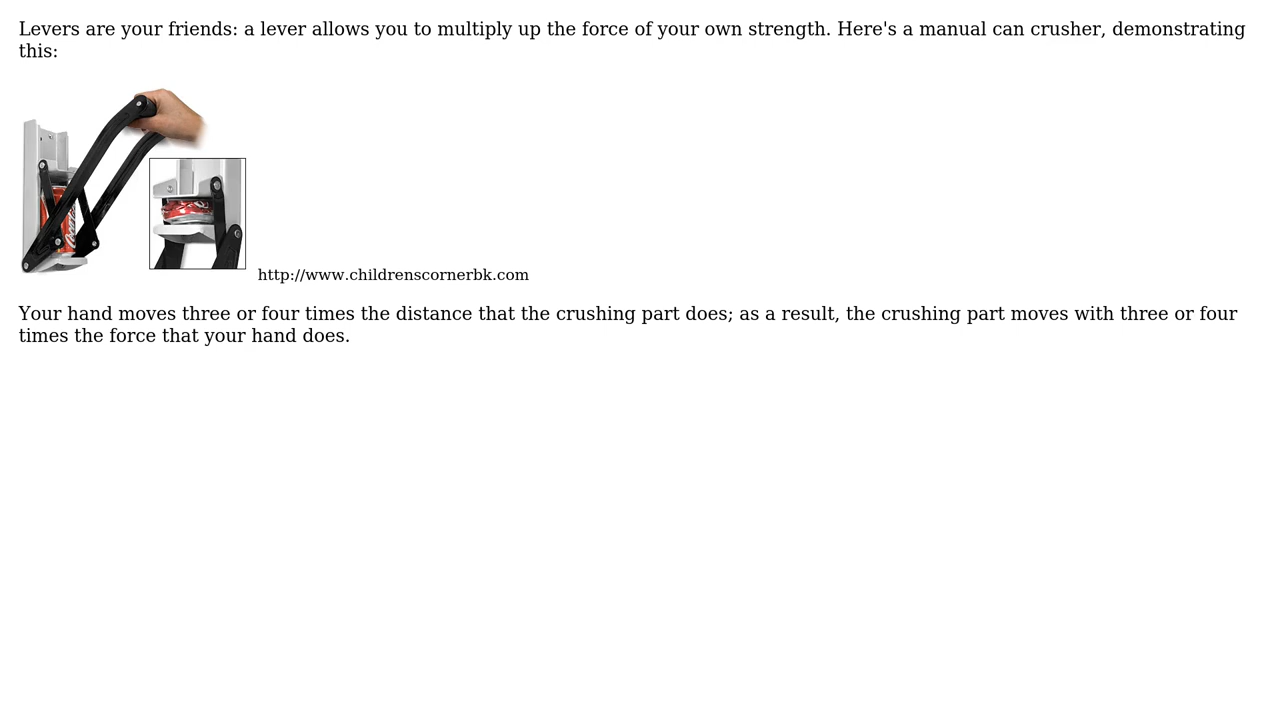 Levers are your friends: a lever allows you to multiply up the force of your own strength. Here's a manual can crusher, demonstrating
this:
http://www.childrenscornerbk.com
Your hand moves three or four times the distance that the crushing part does; as a result, the crushing part moves with three or four
times the force that your hand does.